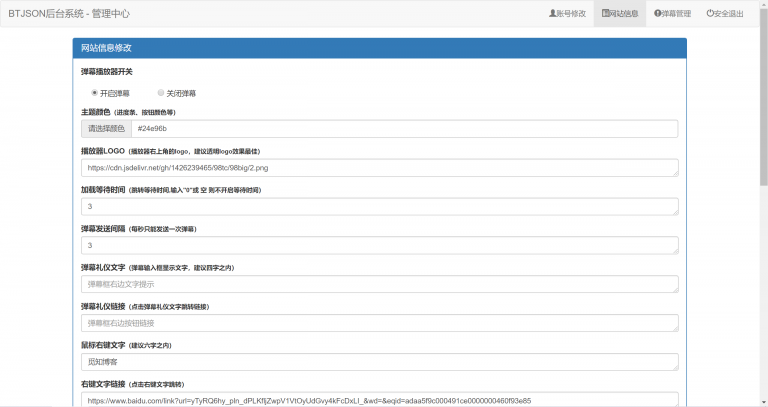 BTJSON后台系统 - 管理中心
账号修改 网站信息 弹幕管理 安全退出
网站信息修改
弹幕播放器开关
开启弹幕 关闭弹幕
主题颜色（进度条、按钮颜色等）
请选择颜色 #24e96b
播放器LOGO（播放器右上角的logo，建议透明logo效果最佳）
https://cdn.jsdelivr.net/gh/1426239465/98tc/98big/2.png
加载等待时间（跳转等待时间.输入"0"或 空 则不开启等待时间）
3
弹幕发送间隔（每秒只能发送一次弹幕）
3
弹幕礼仪文字（弹幕输入框显示文字，建议四字之内）
弹幕框右边文字提示
弹幕礼仪链接（点击弹幕礼仪文字跳转链接）
弹幕框右边按钮链接
鼠标右键文字（建议六字之内）
觅知博客
右键文字链接（点击右键文字跳转）